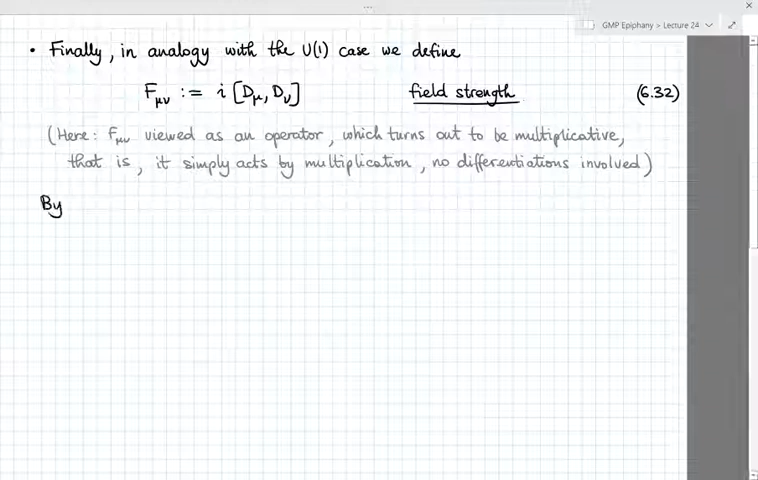 GMP Epiphany > Lecture 24
• Finally, in analogy with the U(1) case we define
F_μν := i [D_μ, D_ν] field strength (6.32)
(Here: F_μν viewed as an operator, which turns out to be multiplicative,
that is, it simply acts by multiplication, no differentiations involved)
By